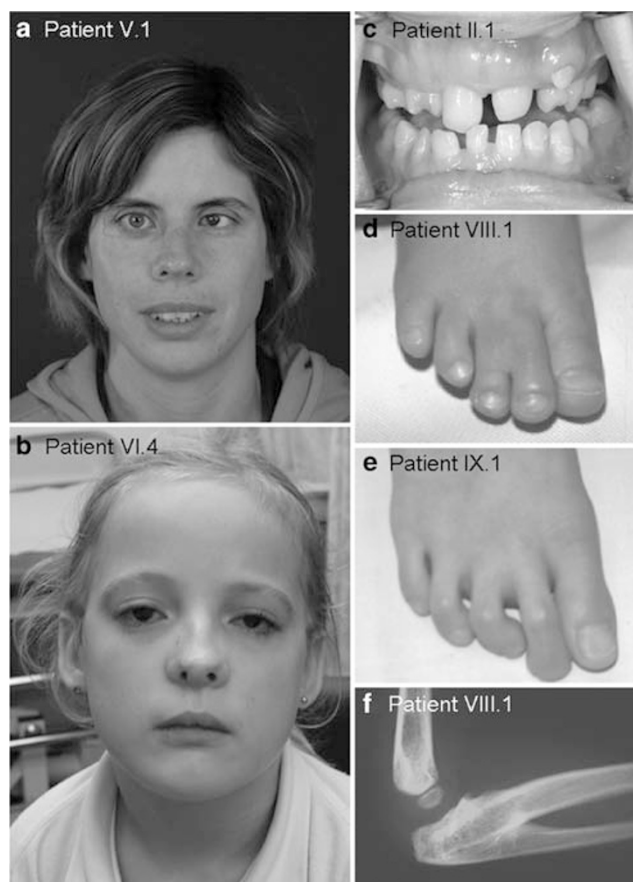 a Patient V.1
b Patient VI.4
c Patient II.1
d Patient VIII.1
e Patient IX.1
f Patient VIII.1